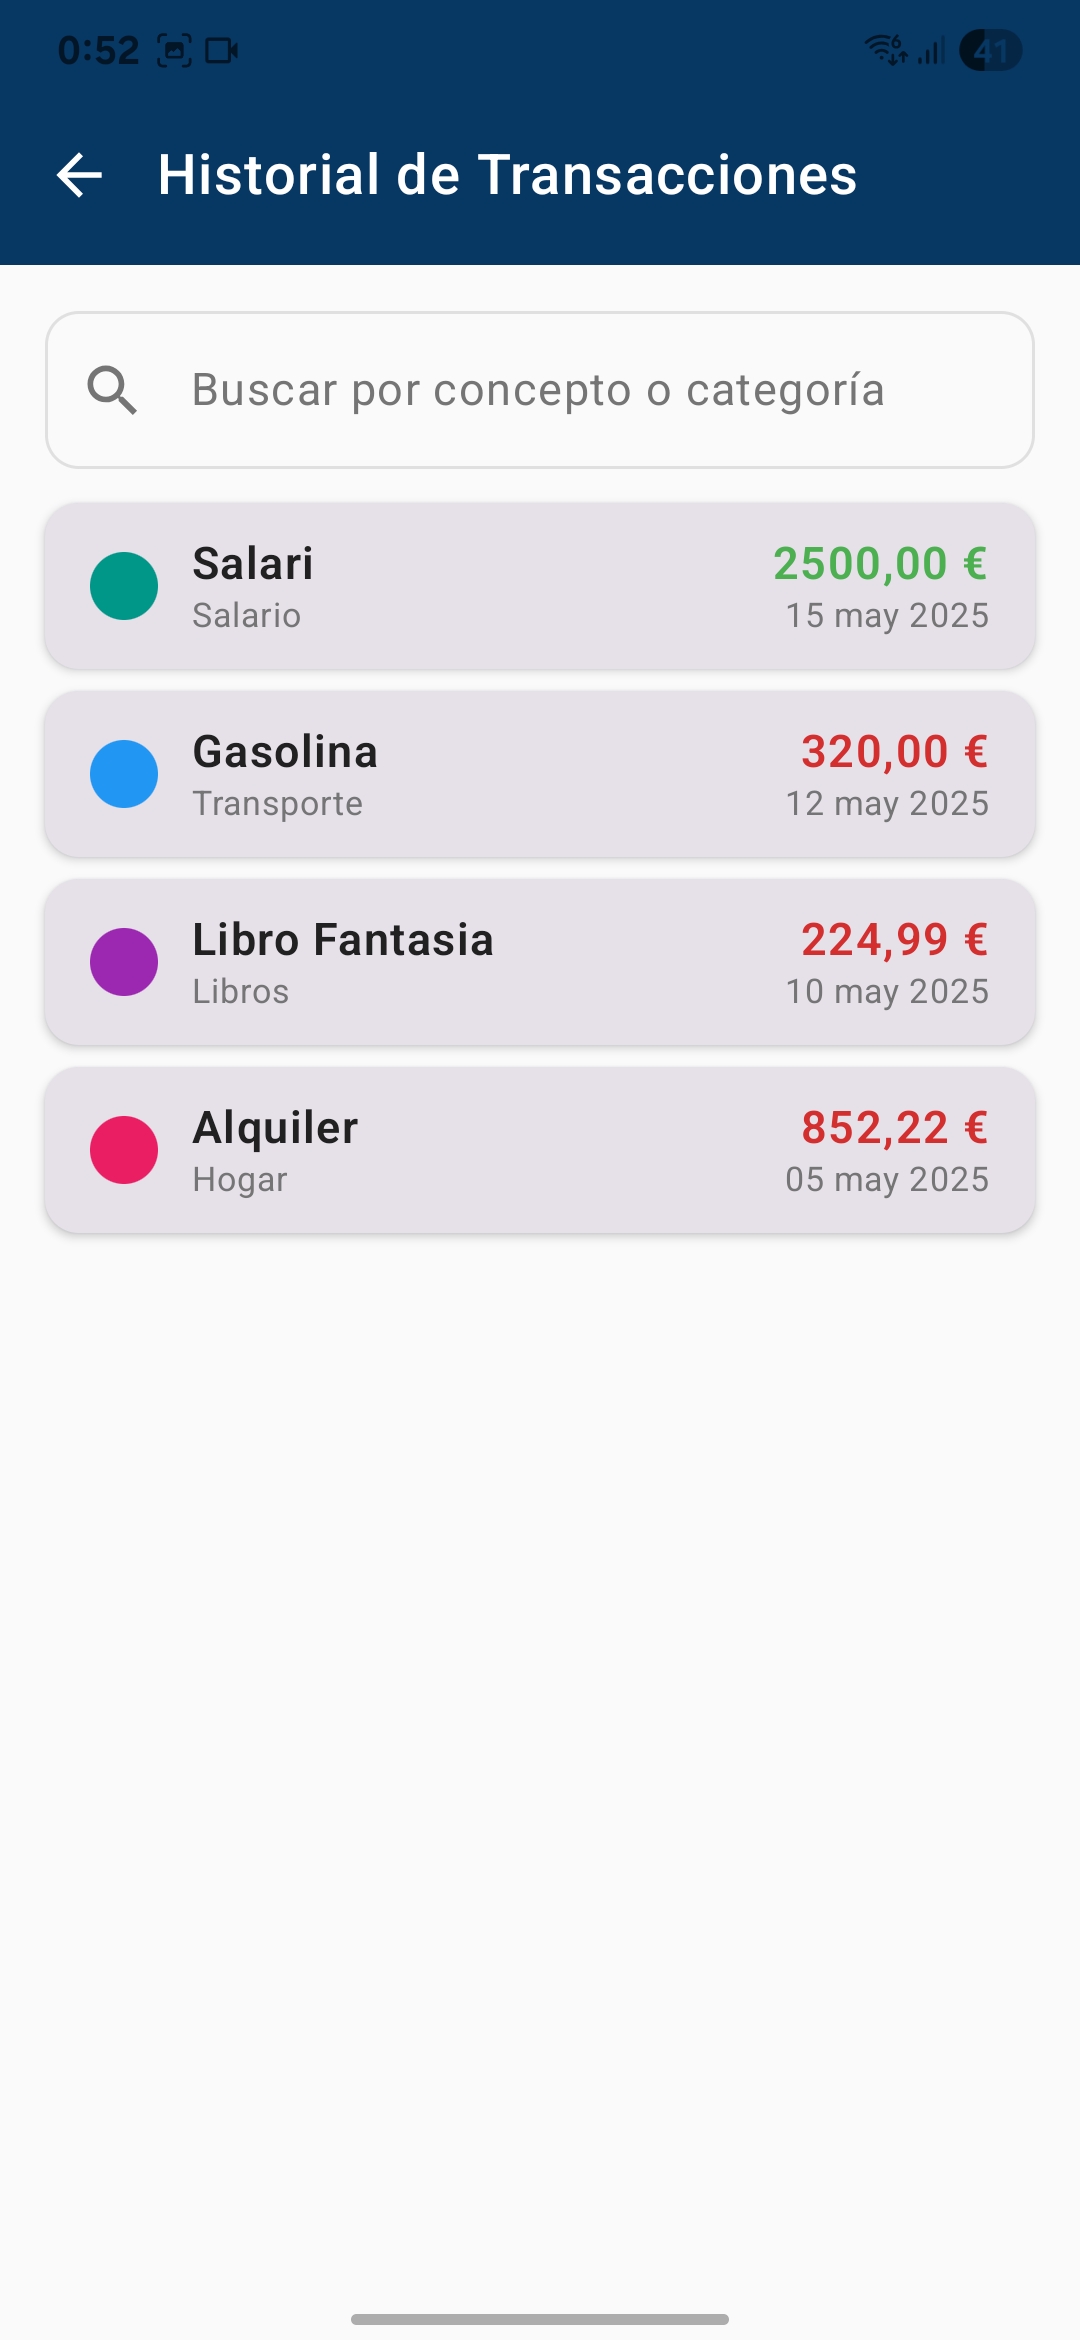 0:52
6
41
Historial de Transacciones
Buscar por concepto o categoría
Salari
2500,00 €
Salario
15 may 2025
Gasolina
320,00 €
Transporte
12 may 2025
Libro Fantasia
224,99 €
Libros
10 may 2025
Alquiler
852,22 €
Hogar
05 may 2025